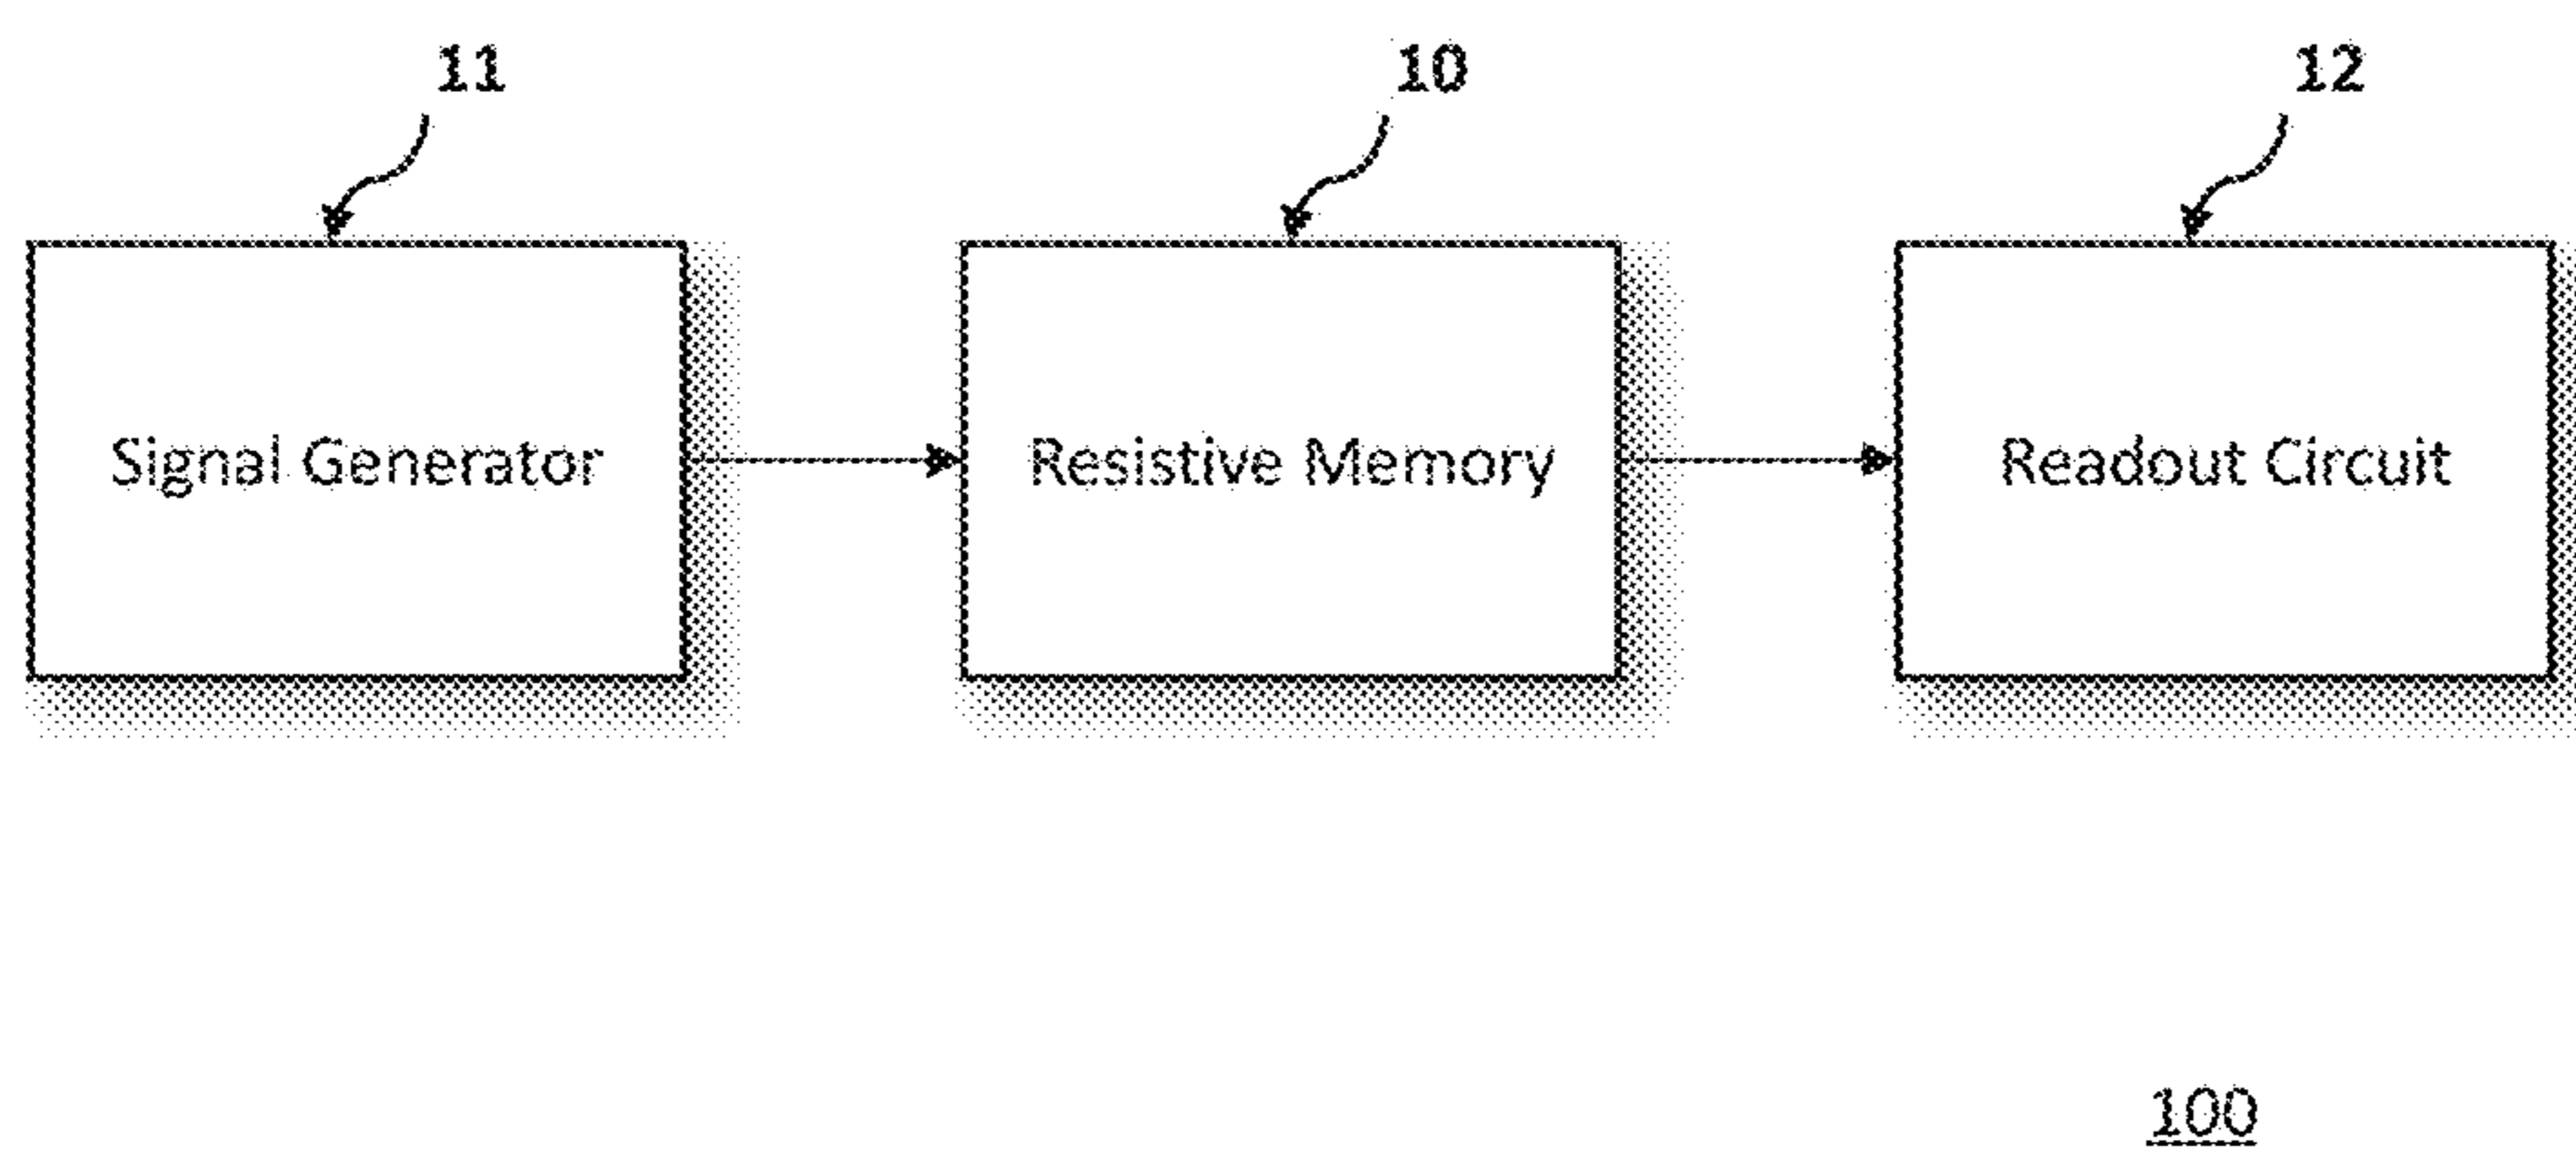 11
10
12
Signal Generator
Resistive Memory
Readout Circuit
100